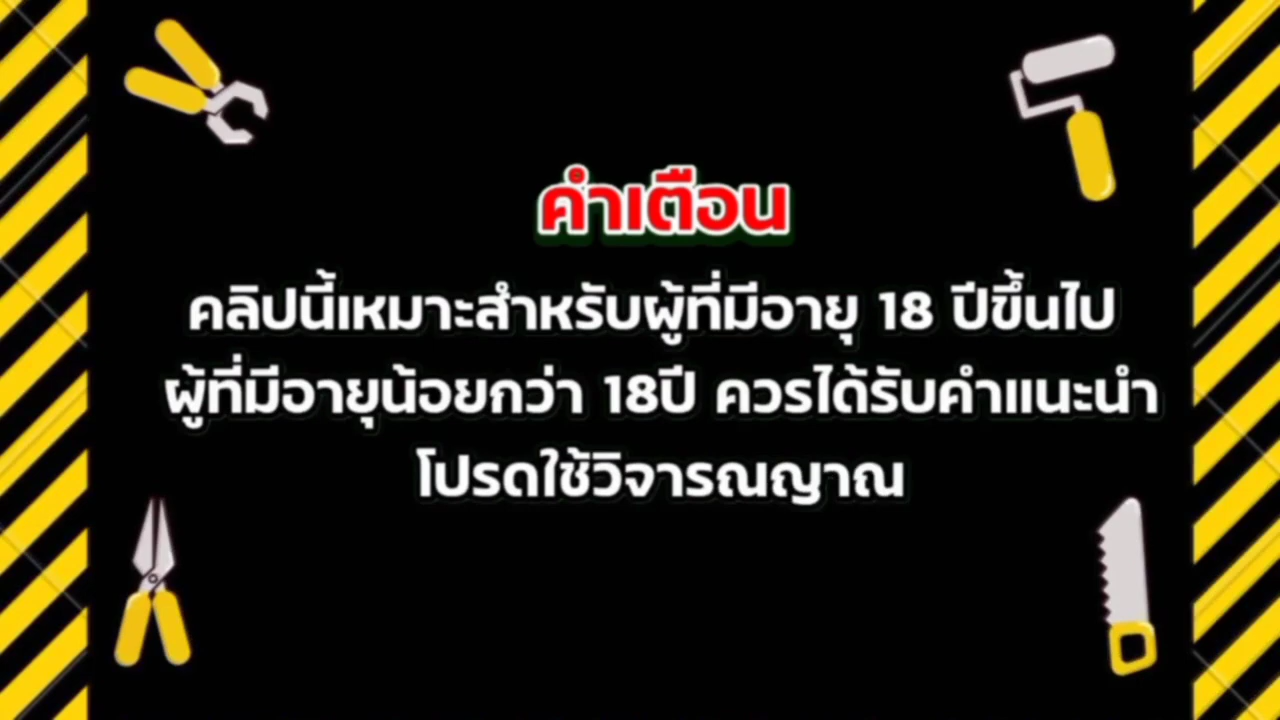 คำเตือน
คลิปนี้เหมาะสำหรับผู้ที่มีอายุ 18 ปีขึ้นไป
ผู้ที่มีอายุน้อยกว่า 18ปี ควรได้รับคำแนะนำ
โปรดใช้วิจารณญาณ